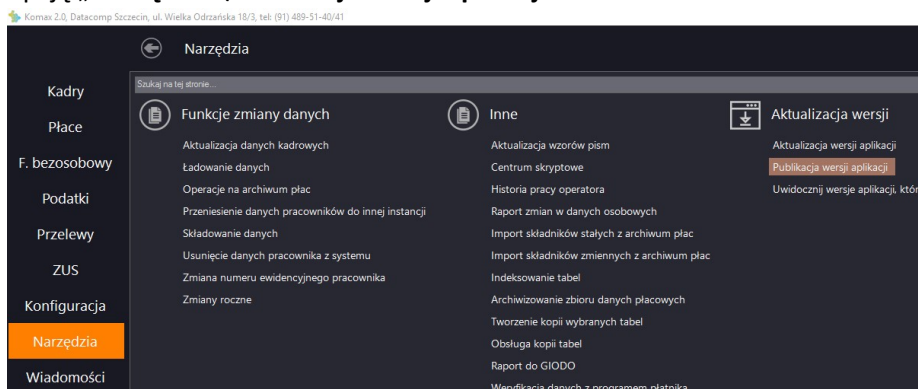 Komax 2.0, Datacomp Szczecin, ul. Wielka Odrzańska 18/3, tel: (91) 489-51-40/41
Narzędzia
Szukaj na tej stronie...
Kadry
Płace
F. bezosobowy
Podatki
Przelewy
ZUS
Konfiguracja
Narzędzia
Wiadomości
Funkcje zmiany danych
Aktualizacja danych kadrowych
Ładowanie danych
Operacje na archiwum płac
Przeniesienie danych pracowników do innej instancji
Składowanie danych
Usunięcie danych pracownika z systemu
Zmiana numeru ewidencyjnego pracownika
Zmiany roczne
Inne
Aktualizacja wzorów pism
Centrum skryptowe
Historia pracy operatora
Raport zmian w danych osobowych
Import składników stałych z archiwum płac
Import składników zmiennych z archiwum płac
Indeksowanie tabel
Archiwizowanie zbioru danych płacowych
Tworzenie kopii wybranych tabel
Obsługa kopii tabel
Raport do GIODO
Weryfikacja danych z programem płatnika
Aktualizacja wersji
Aktualizacja wersji aplikacji
Publikacja wersji aplikacji
Uwidocznij wersje aplikacji, któr